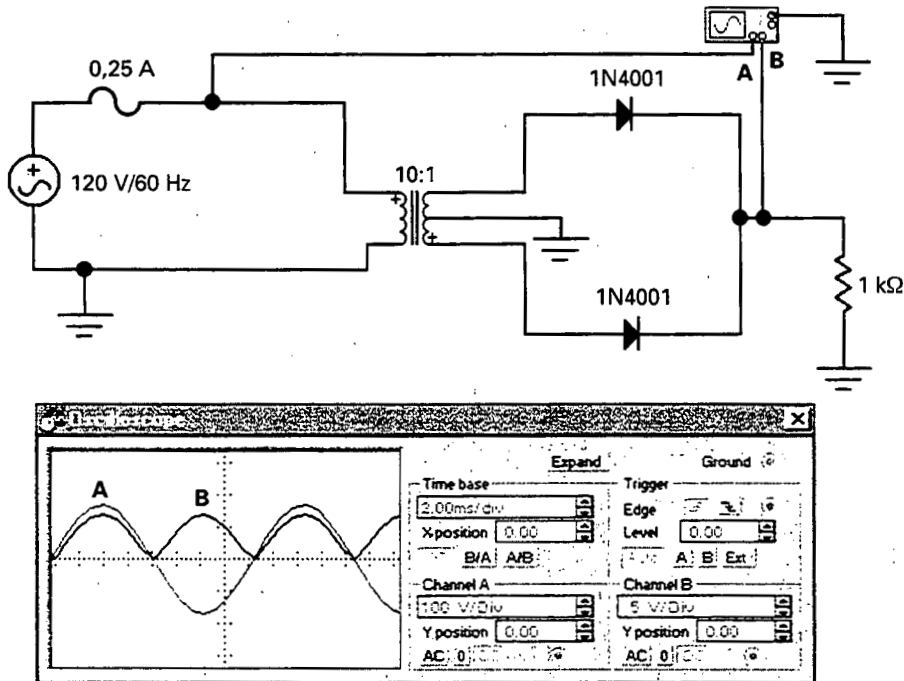 A B
0,25 A
1N4001
120 V/60 Hz
10:1
1N4001
1 kΩ
Oscilloscope
A
B
Expand
Ground
Time base
2.00ms/div
X position 0.00
B/A A/B
Trigger
Edge
Level 0.00
A B Ext
Channel A
100 V/Div
Y position 0.00
AC 0
Channel B
5 V/Div
Y position 0.00
AC 0